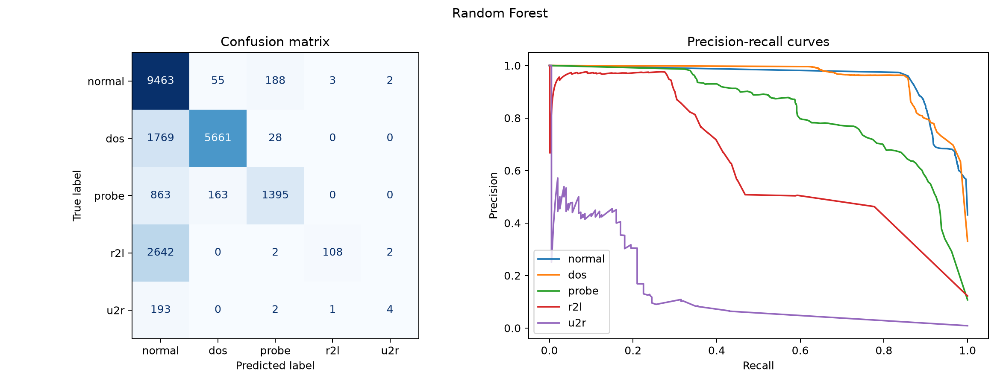 Random Forest
Confusion matrix
True label
normal 9463 55 188 3 2
dos 1769 5661 28 0 0
probe 863 163 1395 0 0
r2l 2642 0 2 108 2
u2r 193 0 2 1 4
normal dos probe r2l u2r
Predicted label
Precision-recall curves
Precision
1.0
0.8
0.6
0.4
0.2
0.0
normal
dos
probe
r2l
u2r
0.0 0.2 0.4 0.6 0.8 1.0
Recall